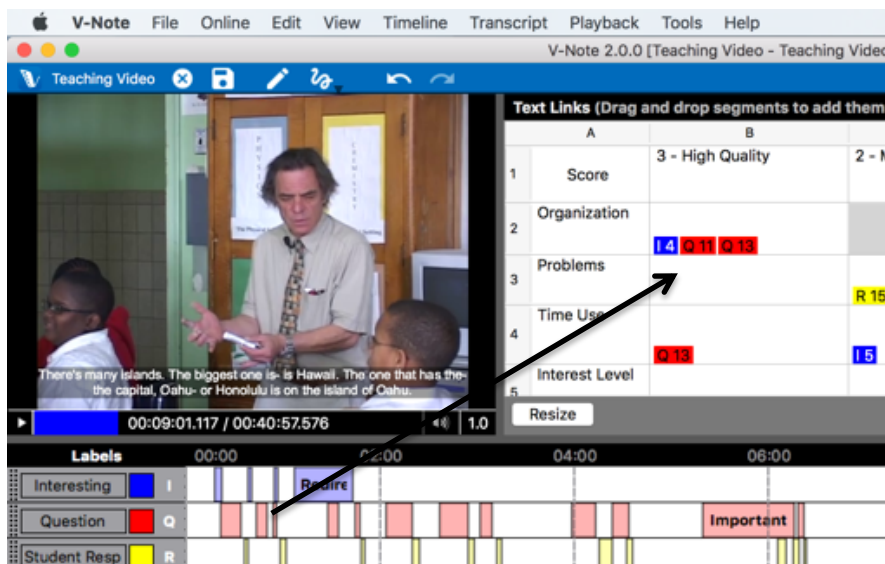 V-Note File Online Edit View Timeline Transcript Playback Tools Help
V-Note 2.0.0 [Teaching Video - Teaching Video
Teaching Video
PHYSI
CHEMISTRY
There's many islands. The biggest one is- is Hawaii. The one that has the-
the capital, Oahu- or Honolulu is on the island of Oahu.
00:09:01.117 / 00:40:57.576 1.0
Text Links (Drag and drop segments to add them
A B
1 Score 3 - High Quality 2 -
2 Organization
I 4 Q 11 Q 13
3 Problems
R 15
4 Time Use
Q 13 I 5
5 Interest Level
Resize
Labels 00:00 02:00 04:00 06:00
Interesting I Redire
Question Q Important
Student Resp R